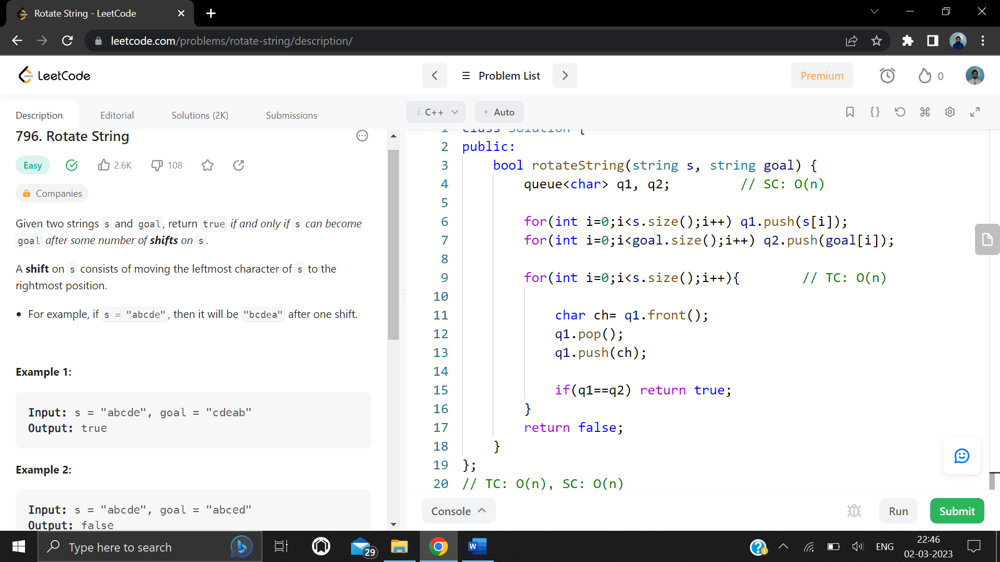 Rotate String - LeetCode
leetcode.com/problems/rotate-string/description/
LeetCode
Problem List
Premium
0
Description
Editorial
Solutions (2K)
Submissions
i C++
Auto
796. Rotate String
Easy
2.6K
108
Companies
Given two strings s and goal, return true if and only if s can become
goal after some number of shifts on s.
A shift on s consists of moving the leftmost character of s to the
rightmost position.
• For example, if s = "abcde", then it will be "bcdea" after one shift.
Example 1:
Input: s = "abcde", goal = "cdeab"
Output: true
Example 2:
Input: s = "abcde", goal = "abced"
Output: false
1 class Solution {
2 public:
3 bool rotateString(string s, string goal) {
4 queue<char> q1, q2; // SC: O(n)
5
6 for(int i=0;i<s.size();i++) q1.push(s[i]);
7 for(int i=0;i<goal.size();i++) q2.push(goal[i]);
8
9 for(int i=0;i<s.size();i++){ // TC: O(n)
10
11 char ch= q1.front();
12 q1.pop();
13 q1.push(ch);
14
15 if(q1==q2) return true;
16 }
17 return false;
18 }
19 };
20 // TC: O(n), SC: O(n)
Console
Run
Submit
Type here to search
29
W
ENG
22:46
02-03-2023